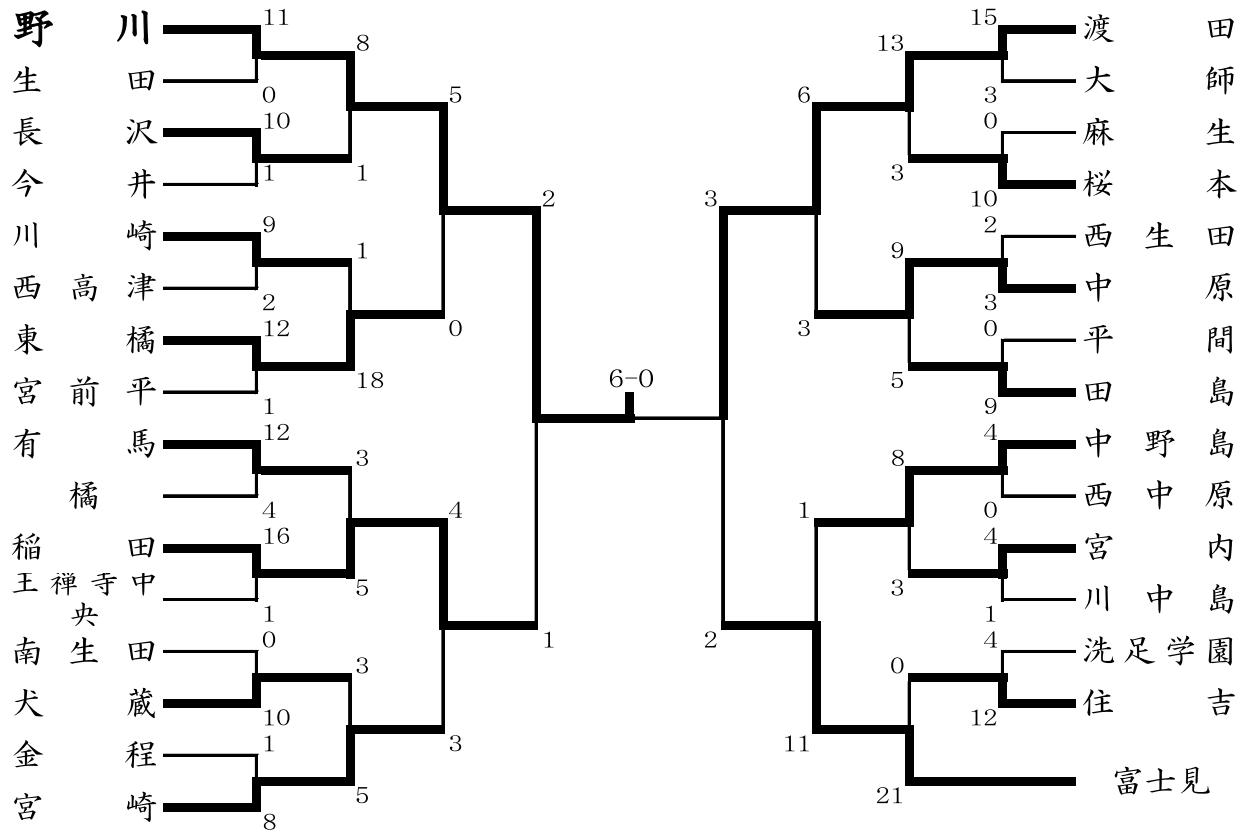 野川
11
生田
0
8
長沢
10
今井
1
1
5
川崎
9
西高津
2
1
東橘
12
宮前平
1
18
0
2
有馬
12
橘
4
3
稲田
16
王禅寺中央
1
5
4
南生田
0
犬蔵
10
3
金程
1
宮崎
8
5
3
1
6-0
15
渡田
3
大師
13
0
麻生
10
桜本
3
6
2
西生田
3
中原
9
0
平間
9
田島
5
3
3
4
中野島
0
西中原
8
4
宮内
1
川中島
3
1
4
洗足学園
12
住吉
0
富士見
21
11
2